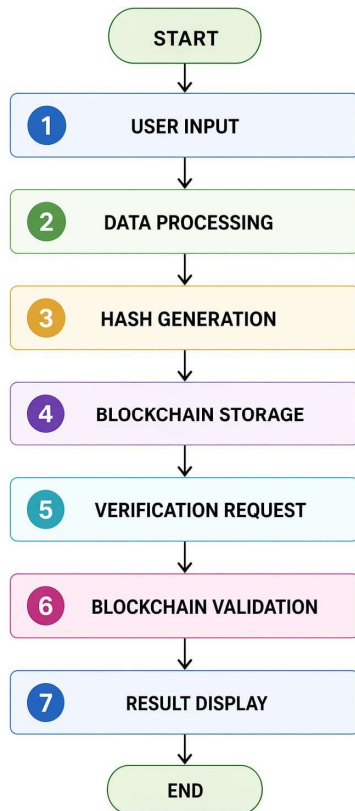 START
1 USER INPUT
2 DATA PROCESSING
3 HASH GENERATION
4 BLOCKCHAIN STORAGE
5 VERIFICATION REQUEST
6 BLOCKCHAIN VALIDATION
7 RESULT DISPLAY
END